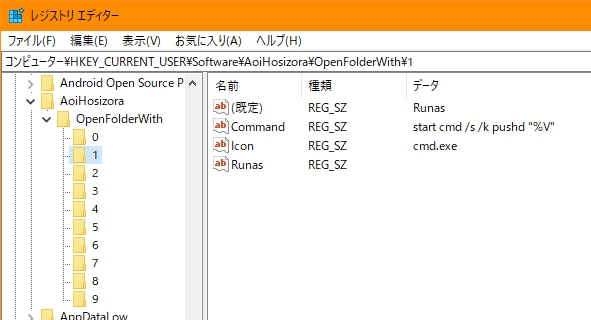 レジストリ エディター
ファイル(F) 編集(E) 表示(V) お気に入り(A) ヘルプ(H)
コンピューター¥HKEY_CURRENT_USER¥Software¥AoiHosizora¥OpenFolderWith¥1
Android Open Source P
AoiHosizora
OpenFolderWith
0
1
2
3
4
5
6
7
8
9
AppDataLow
名前 種類 データ
(既定) REG_SZ Runas
Command REG_SZ start cmd /s /k pushd "%V"
Icon REG_SZ cmd.exe
Runas REG_SZ